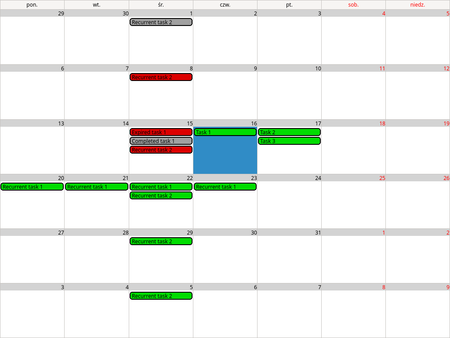 pon. wt. śr. czw. pt. sob. niedz.
29 30 1 2 3 4 5
Recurrent task 2
6 7 8 9 10 11 12
Recurrent task 2
13 14 15 16 17 18 19
Expired task 1 Task 1 Task 2
Completed task 1 Task 3
Recurrent task 2
20 21 22 23 24 25 26
Recurrent task 1 Recurrent task 1 Recurrent task 1 Recurrent task 1
Recurrent task 2
27 28 29 30 31 1 2
Recurrent task 2
3 4 5 6 7 8 9
Recurrent task 2